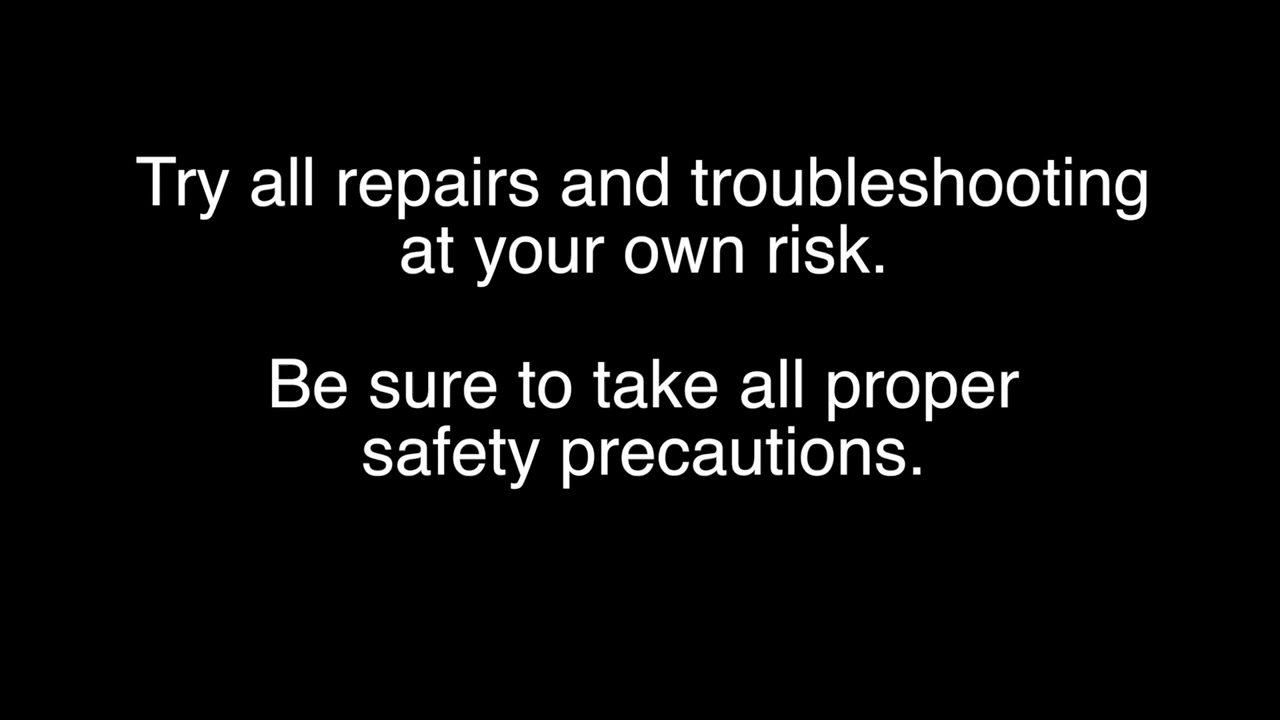 Try all repairs and troubleshooting
at your own risk.
Be sure to take all proper
safety precautions.